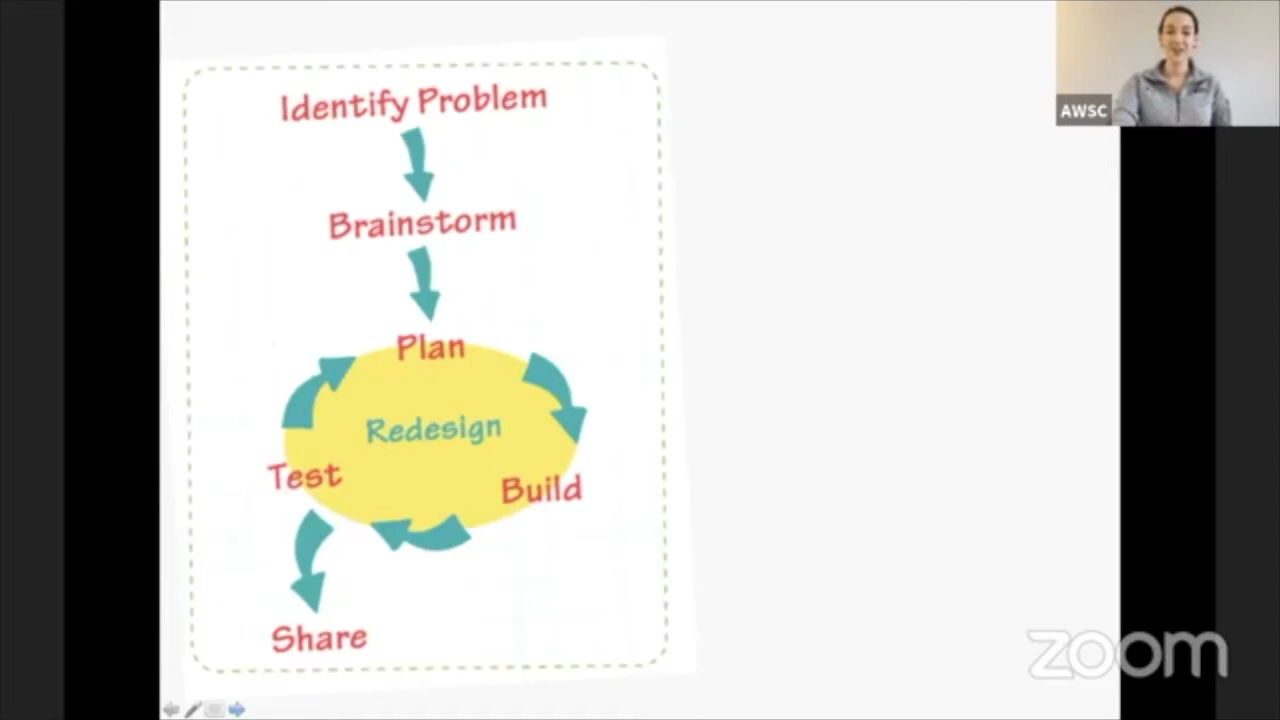 Identify Problem
Brainstorm
Plan
Redesign
Test
Build
Share
AWSC
zoom